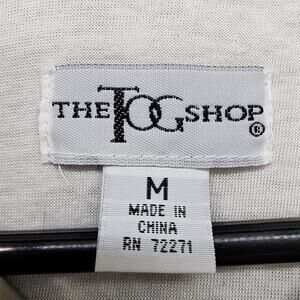 THE TOG SHOP ®
M
MADE IN
CHINA
RN 72271